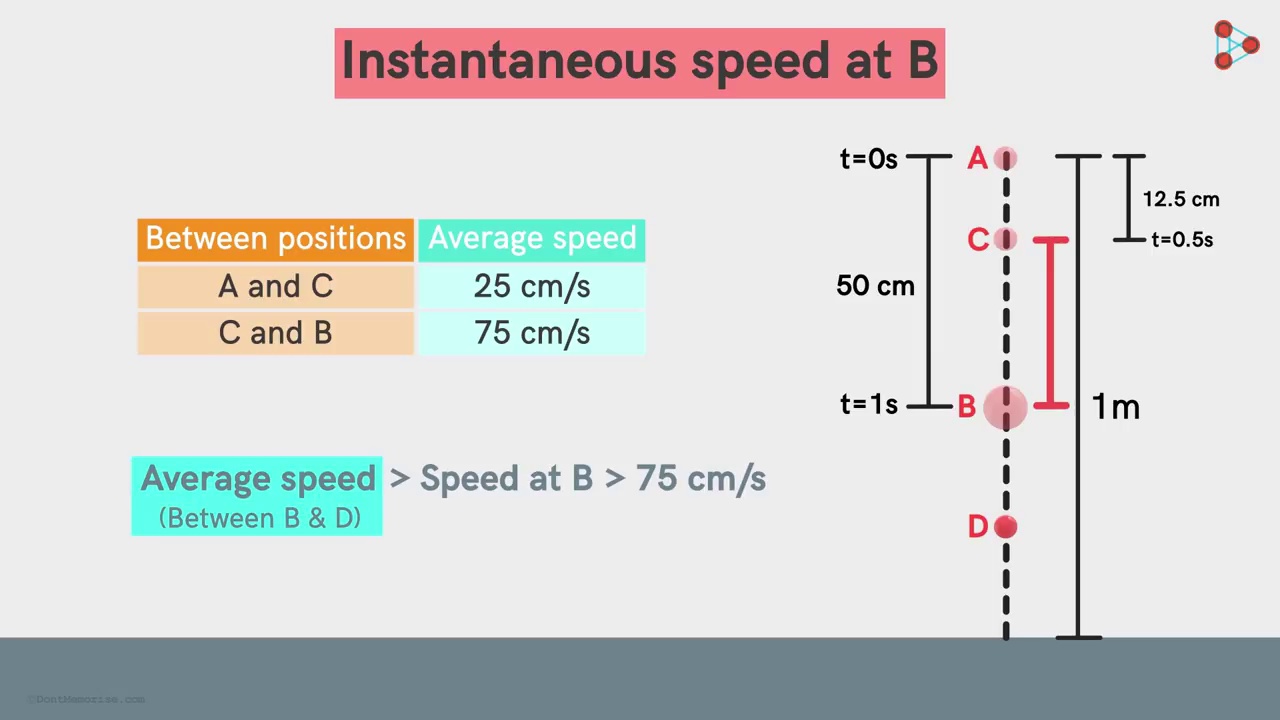 Instantaneous speed at B
t=0s
A
12.5 cm
C
t=0.5s
Between positions
Average speed
A and C
25 cm/s
C and B
75 cm/s
50 cm
t=1s
B
1m
Average speed > Speed at B > 75 cm/s
(Between B & D)
D
©DontMemorise.com